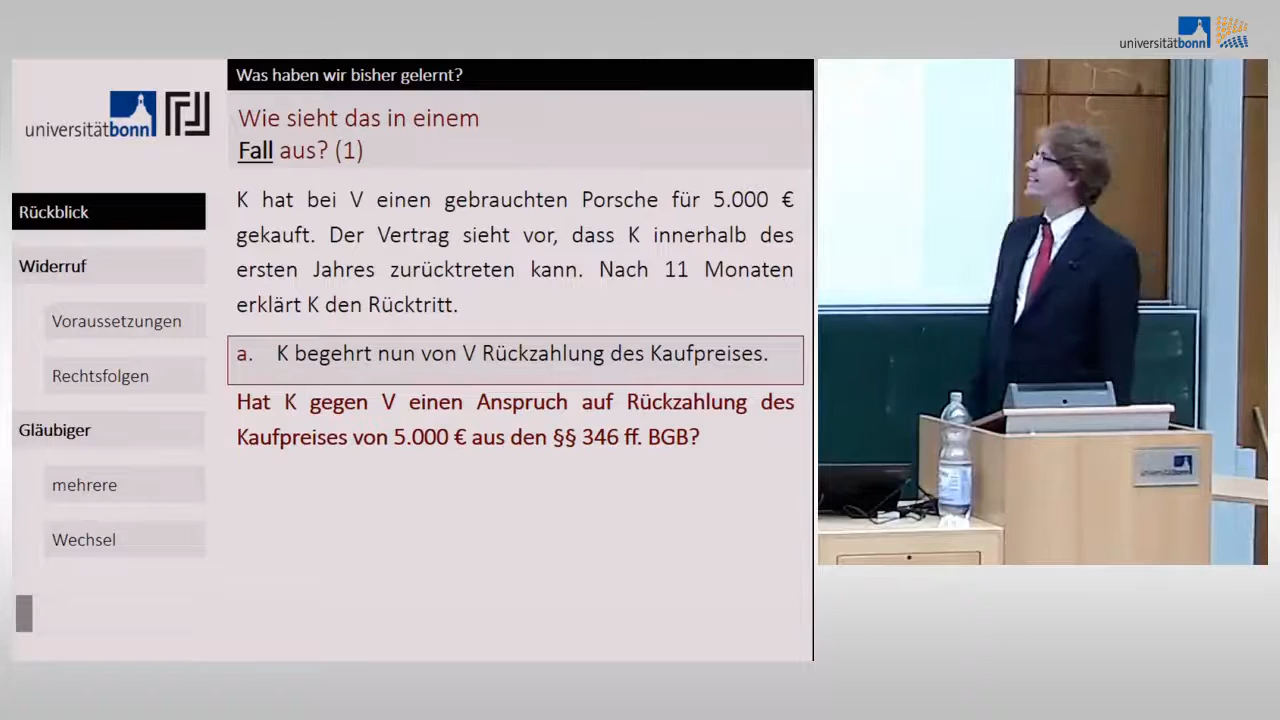 universitätbonn
Was haben wir bisher gelernt?
universitätbonn
Wie sieht das in einem
Fall aus? (1)
Rückblick
Widerruf
Voraussetzungen
Rechtsfolgen
Gläubiger
mehrere
Wechsel
K hat bei V einen gebrauchten Porsche für 5.000 €
gekauft. Der Vertrag sieht vor, dass K innerhalb des
ersten Jahres zurücktreten kann. Nach 11 Monaten
erklärt K den Rücktritt.
a. K begehrt nun von V Rückzahlung des Kaufpreises.
Hat K gegen V einen Anspruch auf Rückzahlung des
Kaufpreises von 5.000 € aus den §§ 346 ff. BGB?
universitätbonn